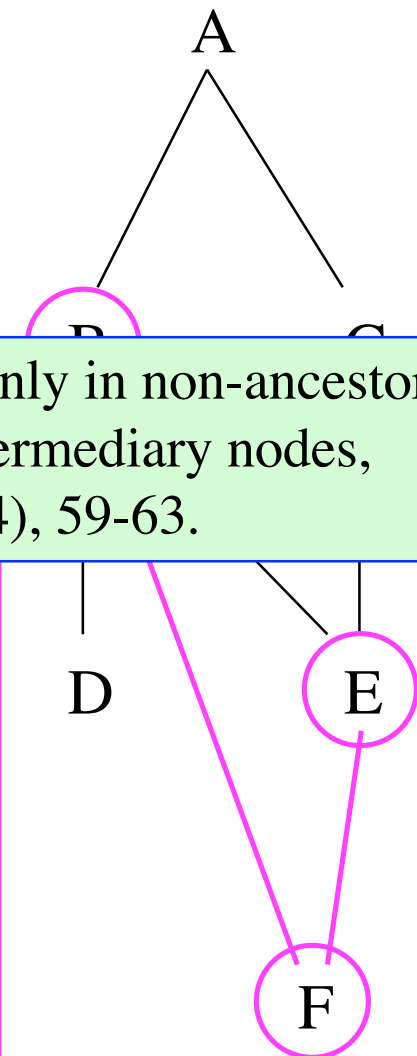 A
nly in non-ancestor
ermediary nodes,
4), 59-63.
D E
F